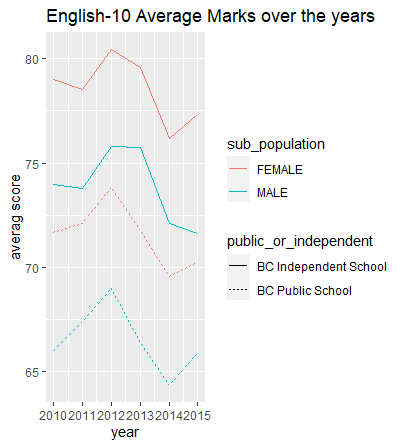 English-10 Average Marks over the years
averag score
80
75
70
65
2010 2011 2012 2013 2014 2015
year
sub_population
FEMALE
MALE
public_or_independent
BC Independent School
BC Public School